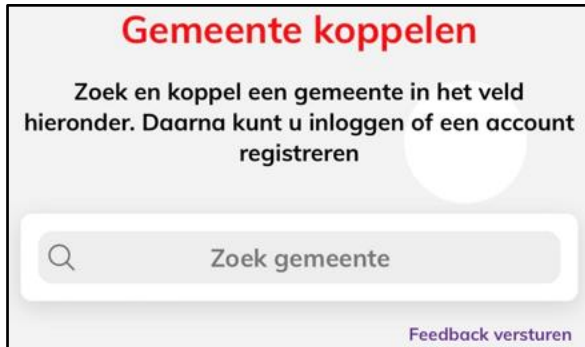 Gemeente koppelen
Zoek en koppel een gemeente in het veld
hieronder. Daarna kunt u inloggen of een account
registreren
Zoek gemeente
Feedback versturen